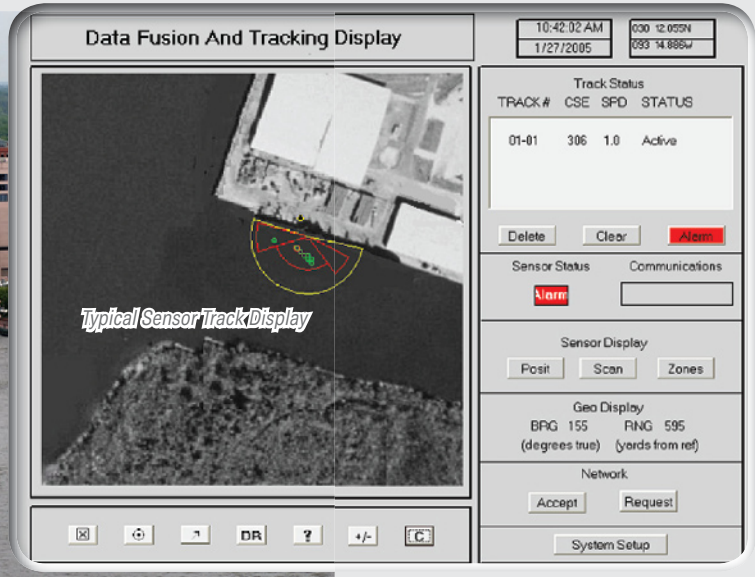 Data Fusion And Tracking Display
10:42:02 AM
1/27/2005
030 12.055N
093 14.886W
Typical Sensor Track Display
Track Status
TRACK# CSE SPD STATUS
01-01 306 1.0 Active
Delete Clear Alarm
Sensor Status Communications
Alarm
Sensor Display
Posit Scan Zones
Geo Display
BRG 155 RNG 595
(degrees true) (yards from ref)
Network
Accept Request
System Setup
DR ? +/- C